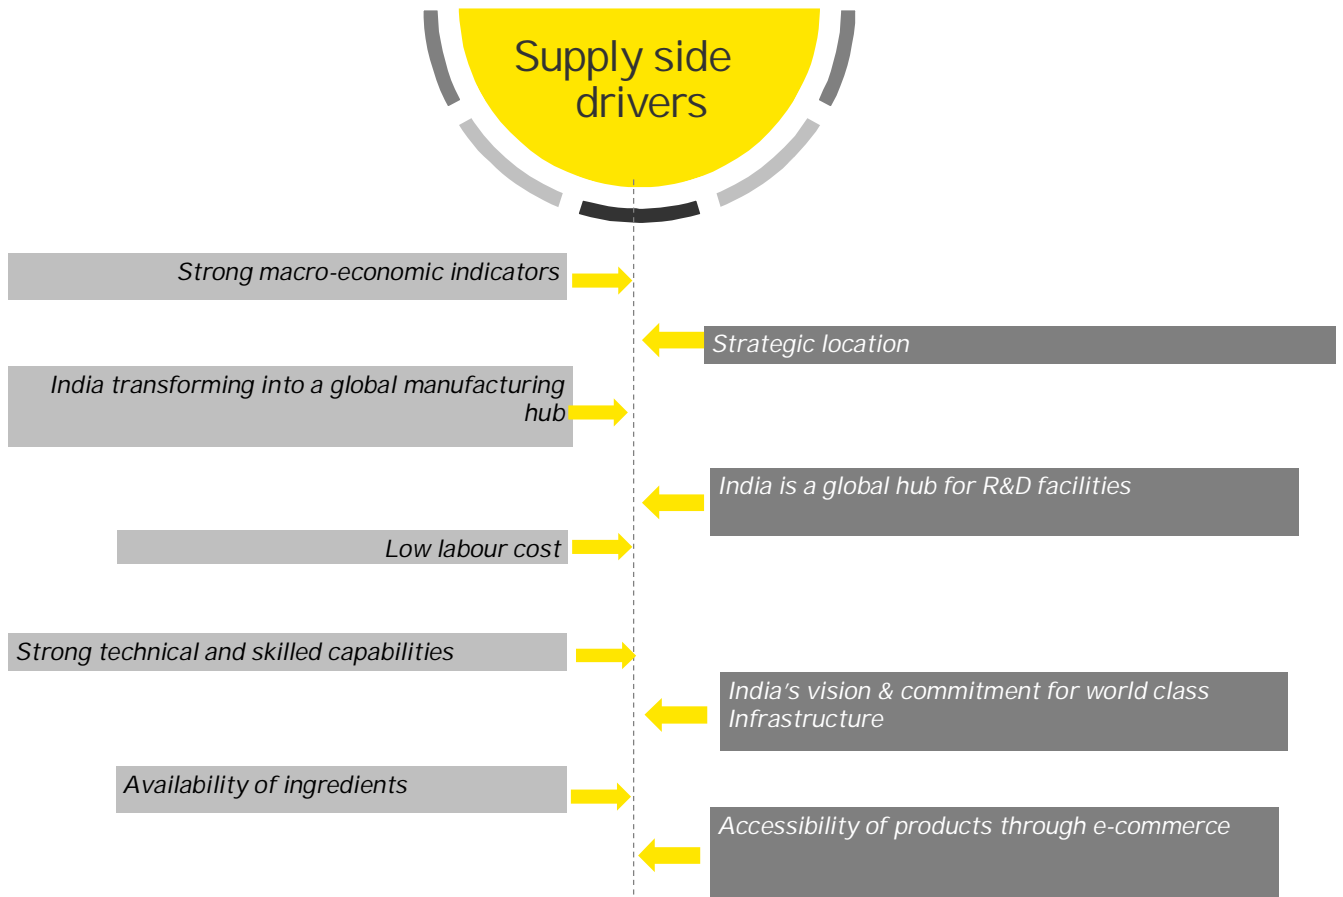 Supply side
drivers
Strong macro-economic indicators
Strategic location
India transforming into a global manufacturing
hub
India is a global hub for R&D facilities
Low labour cost
Strong technical and skilled capabilities
India's vision & commitment for world class
Infrastructure
Availability of ingredients
Accessibility of products through e-commerce